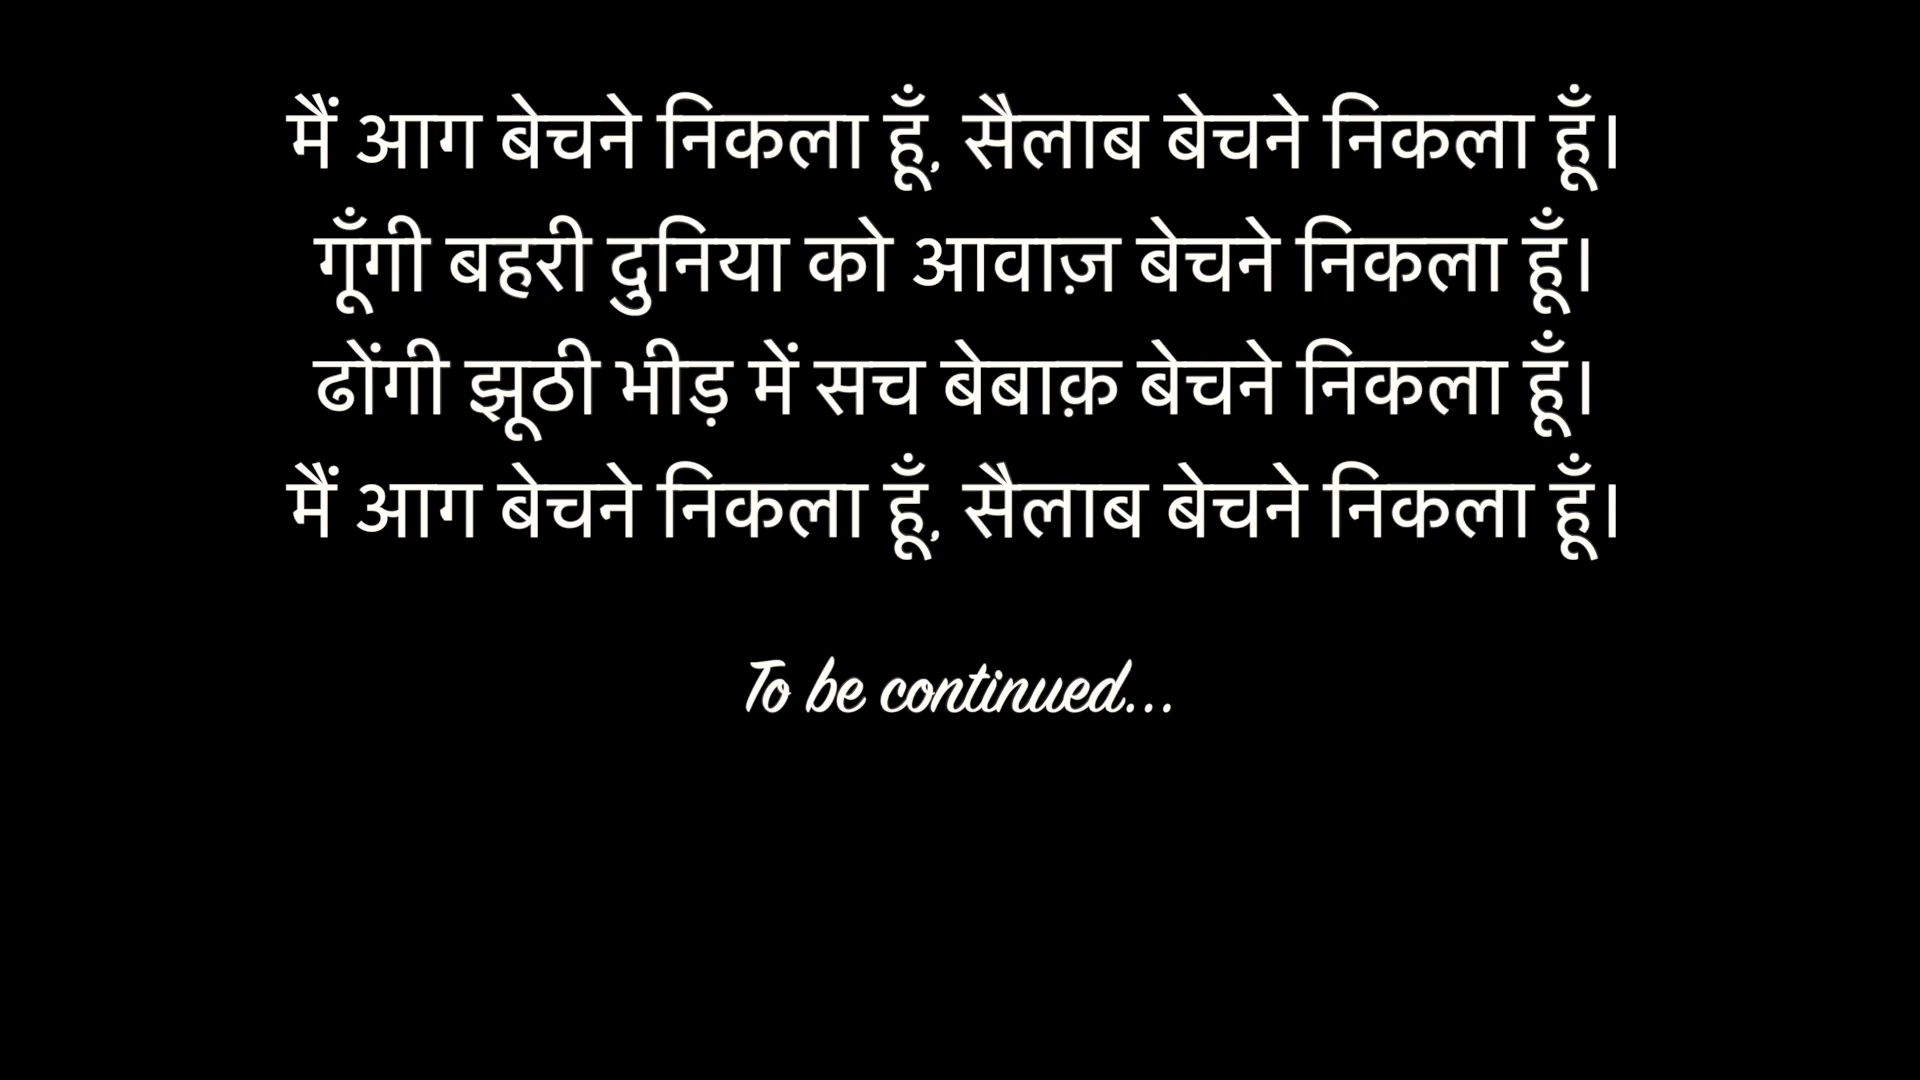 मैं आग बेचने निकला हूँ, सैलाब बेचने निकला हूँ।
गूँगी बहरी दुनिया को आवाज़ बेचने निकला हूँ।
ढोंगी झूठी भीड़ में सच बेबाक़ बेचने निकला हूँ।
मैं आग बेचने निकला हूँ, सैलाब बेचने निकला हूँ।
To be continued...